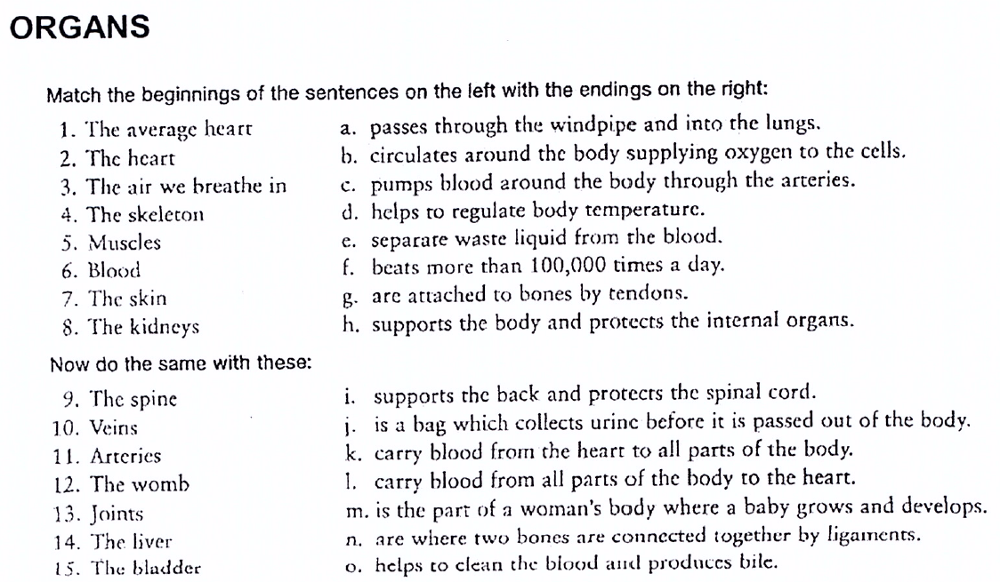 ORGANS
Match the beginnings of the sentences on the left with the endings on the right:
1. The average heart a. passes through the windpipe and into the lungs.
2. The heart b. circulates around the body supplying oxygen to the cells.
3. The air we breathe in c. pumps blood around the body through the arteries.
4. The skeleton d. helps to regulate body temperature.
5. Muscles e. separate waste liquid from the blood.
6. Blood f. beats more than 100,000 times a day.
7. The skin g. are attached to bones by tendons.
8. The kidneys h. supports the body and protects the internal organs.
Now do the same with these:
9. The spine i. supports the back and protects the spinal cord.
10. Veins j. is a bag which collects urine before it is passed out of the body.
11. Arteries k. carry blood from the heart to all parts of the body.
12. The womb l. carry blood from all parts of the body to the heart.
13. Joints m. is the part of a woman's body where a baby grows and develops.
14. The liver n. are where two bones are connected together by ligaments.
15. The bladder o. helps to clean the blood and produces bile.